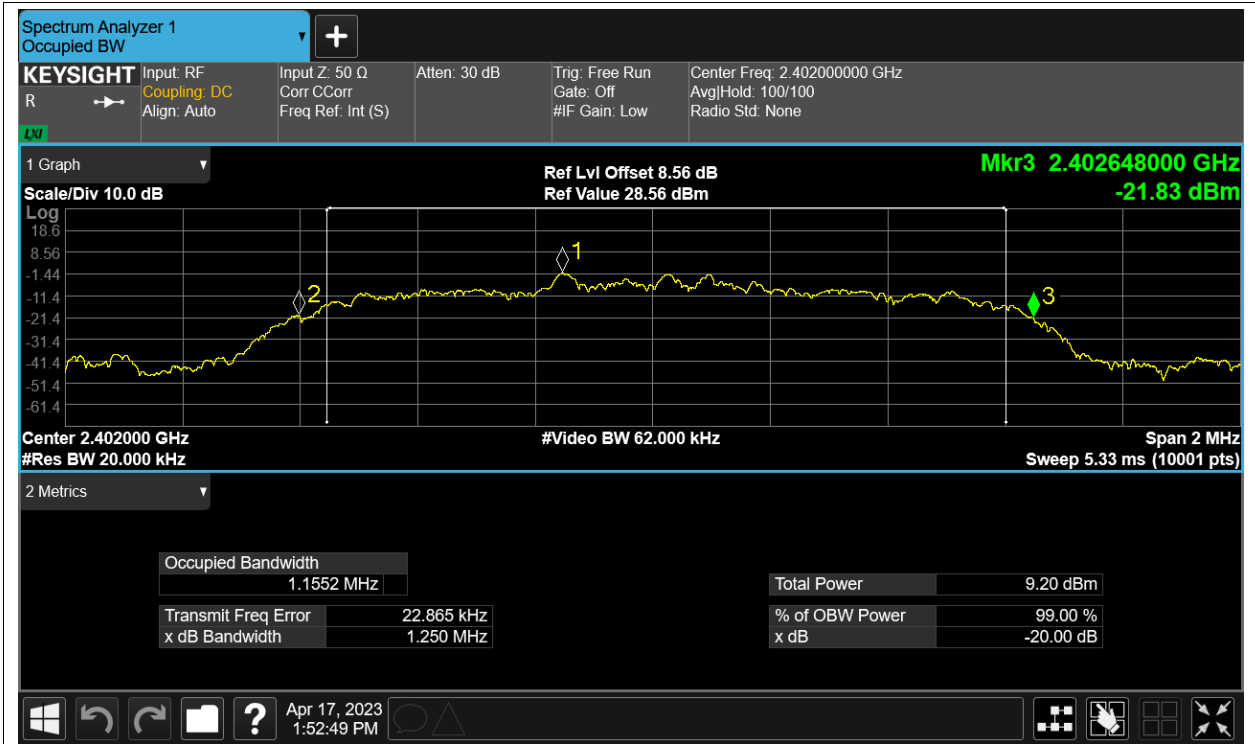 Spectrum Analyzer 1
Occupied BW
KEYSIGHT
R
LXI
Input: RF
Coupling: DC
Align: Auto
Input Z: 50 Ω
Corr CCorr
Freq Ref: Int (S)
Atten: 30 dB
Trig: Free Run
Gate: Off
#IF Gain: Low
Center Freq: 2.402000000 GHz
Avg|Hold: 100/100
Radio Std: None
1 Graph
Scale/Div 10.0 dB
Ref Lvl Offset 8.56 dB
Ref Value 28.56 dBm
Mkr3 2.402648000 GHz
-21.83 dBm
Log
18.6
8.56
-1.44
-11.4
-21.4
-31.4
-41.4
-51.4
-61.4
1
2
3
Center 2.402000 GHz
#Video BW 62.000 kHz
Span 2 MHz
#Res BW 20.000 kHz
Sweep 5.33 ms (10001 pts)
2 Metrics
Occupied Bandwidth
1.1552 MHz
Transmit Freq Error 22.865 kHz
x dB Bandwidth 1.250 MHz
Total Power 9.20 dBm
% of OBW Power 99.00 %
x dB -20.00 dB
?
Apr 17, 2023
1:52:49 PM